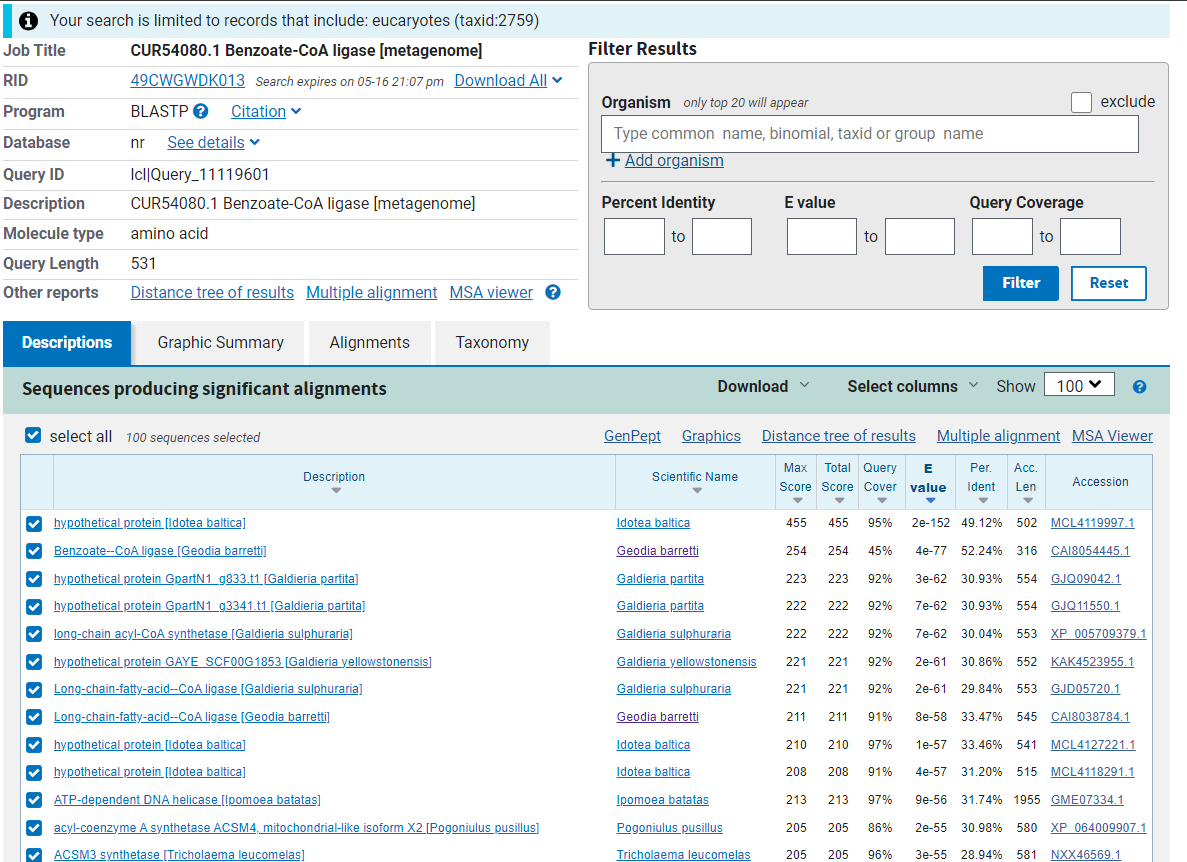 Your search is limited to records that include: eucaryotes (taxid:2759)
Job Title CUR54080.1 Benzoate-CoA ligase [metagenome]
RID 49CWGWDK013 Search expires on 05-16 21:07 pm Download All
Program BLASTP ? Citation
Database nr See details
Query ID lcl|Query_11119601
Description CUR54080.1 Benzoate-CoA ligase [metagenome]
Molecule type amino acid
Query Length 531
Other reports Distance tree of results Multiple alignment MSA viewer ?
Filter Results
Organism only top 20 will appear exclude
Type common name, binomial, taxid or group name
+ Add organism
Percent Identity E value Query Coverage
to to to
Filter Reset
Descriptions Graphic Summary Alignments Taxonomy
Sequences producing significant alignments Download Select columns Show 100 ?
select all 100 sequences selected GenPept Graphics Distance tree of results Multiple alignment MSA Viewer
Description Scientific Name Max Score Total Score Query Cover E value Per. Ident Acc. Len Accession
hypothetical protein [Idotea baltica] Idotea baltica 455 455 95% 2e-152 49.12% 502 MCL4119997.1
Benzoate--CoA ligase [Geodia barretti] Geodia barretti 254 254 45% 4e-77 52.24% 316 CAI8054445.1
hypothetical protein GpartN1_g833.t1 [Galdieria partita] Galdieria partita 223 223 92% 3e-62 30.93% 554 GJQ09042.1
hypothetical protein GpartN1_g3341.t1 [Galdieria partita] Galdieria partita 222 222 92% 7e-62 30.93% 554 GJQ11550.1
long-chain acyl-CoA synthetase [Galdieria sulphuraria] Galdieria sulphuraria 222 222 92% 7e-62 30.04% 553 XP_005709379.1
hypothetical protein GAYE_SCF00G1853 [Galdieria yellowstonensis] Galdieria yellowstonensis 221 221 92% 2e-61 30.86% 552 KAK4523955.1
Long-chain-fatty-acid--CoA ligase [Galdieria sulphuraria] Galdieria sulphuraria 221 221 92% 2e-61 29.84% 553 GJD05720.1
Long-chain-fatty-acid--CoA ligase [Geodia barretti] Geodia barretti 211 211 91% 8e-58 33.47% 545 CAI8038784.1
hypothetical protein [Idotea baltica] Idotea baltica 210 210 97% 1e-57 33.46% 541 MCL4127221.1
hypothetical protein [Idotea baltica] Idotea baltica 208 208 91% 4e-57 31.20% 515 MCL4118291.1
ATP-dependent DNA helicase [Ipomoea batatas] Ipomoea batatas 213 213 97% 9e-56 31.74% 1955 GME07334.1
acyl-coenzyme A synthetase ACSM4, mitochondrial-like isoform X2 [Pogoniulus pusillus] Pogoniulus pusillus 205 205 86% 2e-55 30.98% 580 XP_064009907.1
ACSM3 synthetase [Tricholaema leucomelas] Tricholaema leucomelas 205 205 96% 3e-55 28.94% 581 NXX46569.1